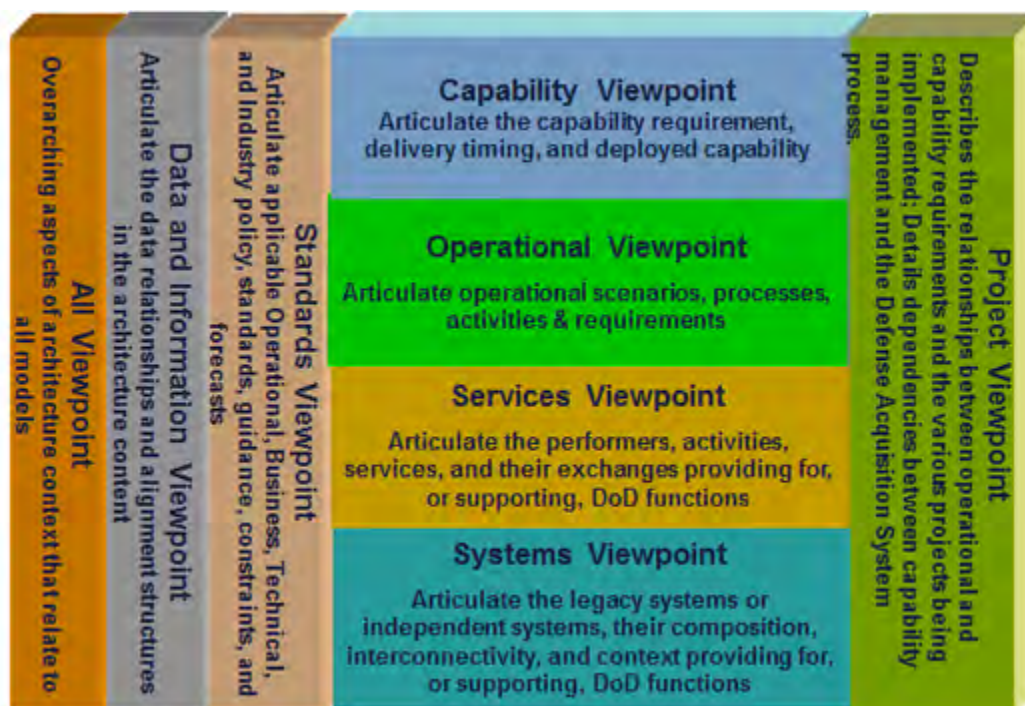 All Viewpoint
Overarching aspects of architecture context that relate to
all models
Data and Information Viewpoint
Articulate the data relationships and alignment structures
in the architecture content
Standards Viewpoint
Articulate applicable Operational, Business, Technical,
and Industry policy, standards, guidance, constraints, and
forecasts
Capability Viewpoint
Articulate the capability requirement,
delivery timing, and deployed capability
Operational Viewpoint
Articulate operational scenarios, processes,
activities & requirements
Services Viewpoint
Articulate the performers, activities,
services, and their exchanges providing for,
or supporting, DoD functions
Systems Viewpoint
Articulate the legacy systems or
independent systems, their composition,
interconnectivity, and context providing for,
or supporting, DoD functions
Project Viewpoint
Describes the relationships between operational and
capability requirements and the various projects being
implemented; Details dependencies between capability
management and the Defense Acquisition System
process.